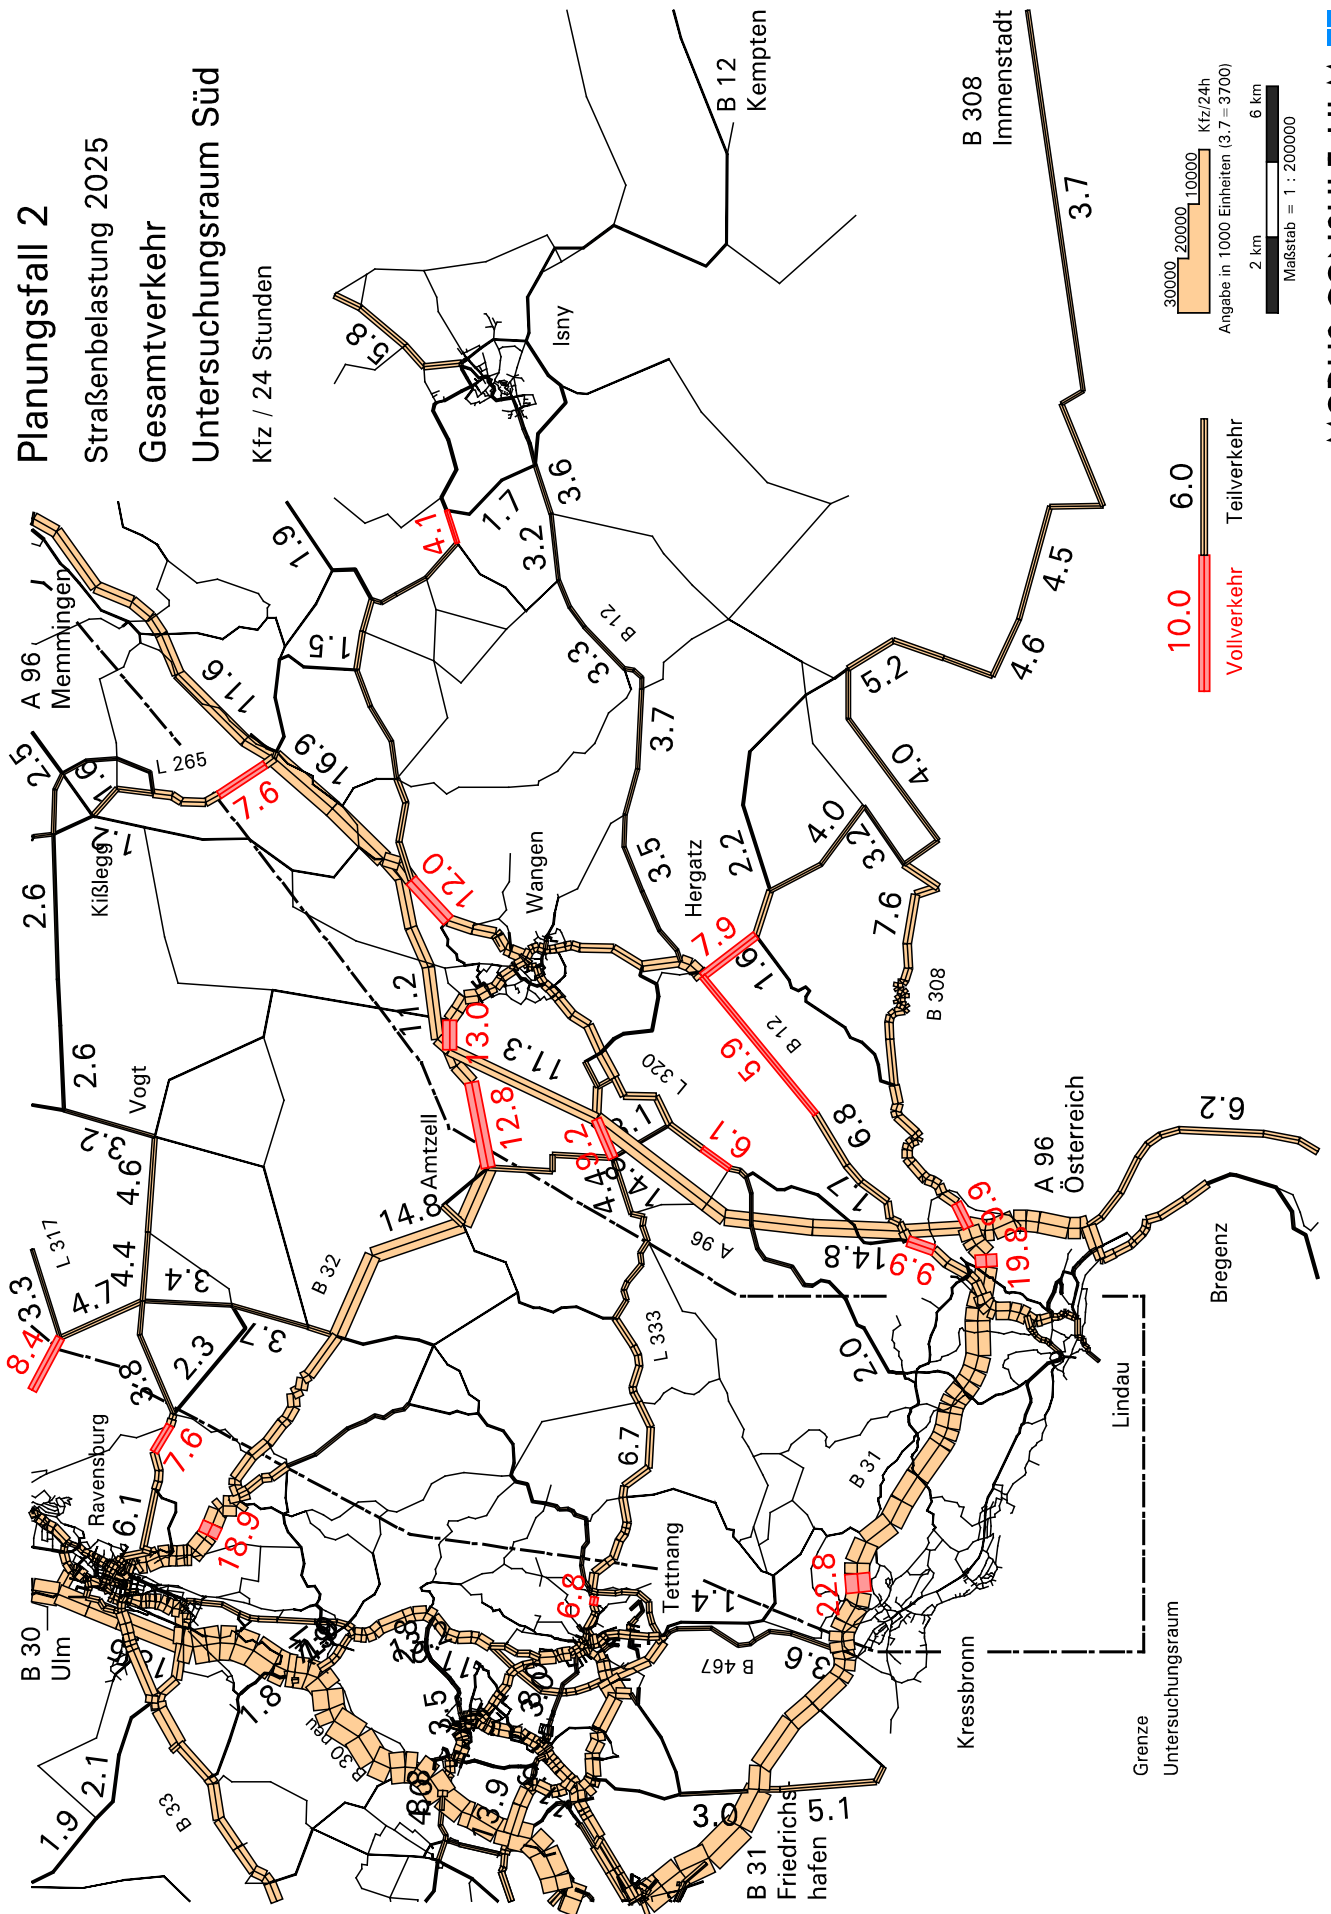 Planungsfall 2
Straßenbelastung 2025
Gesamtverkehr
Untersuchungsraum Süd
Kfz / 24 Stunden
A 96
Memmingen
B 12
Kempten
B 308
Immenstadt
Isny
5.8
4.1
1.7
3.6
3.2
1.9
1.5
B 12
3.3
3.7
3.7
4.5
4.6
5.2
4.0
4.0
3.2
2.2
3.5
7.6
7.9
1.6
Hergatz
Wangen
B 308
B 12
5.9
6.8
1.7
L 320
6.1
11.6
16.9
L 265
7.6
2.5
2.6
Kißlegg
12.0
13.0
11.3
12.8
9.2
14.8
Amtzell
2.6
Vogt
3.2
4.6
4.4
L 317
3.3
8.4
4.7
3.4
3.7
2.3
3.8
7.6
B 32
Ravensburg
6.1
18.9
B 30
Ulm
A 96
14.8
9.9
9.9
19.8
A 96
Österreich
6.2
Bregenz
Lindau
2.0
L 333
6.7
6.8
Tettnang
1.4
B 31
22.8
B 467
3.6
Kressbronn
1.8
B 30 neu
3.5
3.9
B 33
2.1
1.9
3.0
5.1
B 31
Friedrichs-
hafen
Grenze
Untersuchungsraum
10.0
6.0
Vollverkehr
Teilverkehr
30000
20000
10000
Kfz/24h
Angabe in 1000 Einheiten (3.7 = 3700)
2 km
6 km
Maßstab = 1 : 200000